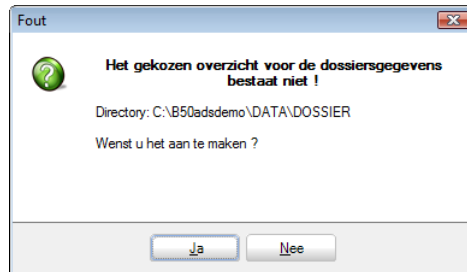 Fout
Het gekozen overzicht voor de dossiersgegevens
bestaat niet !
Directory: C:\B50adsdemo\DATA\DOSSIER
Wenst u het aan te maken ?
Ja
Nee